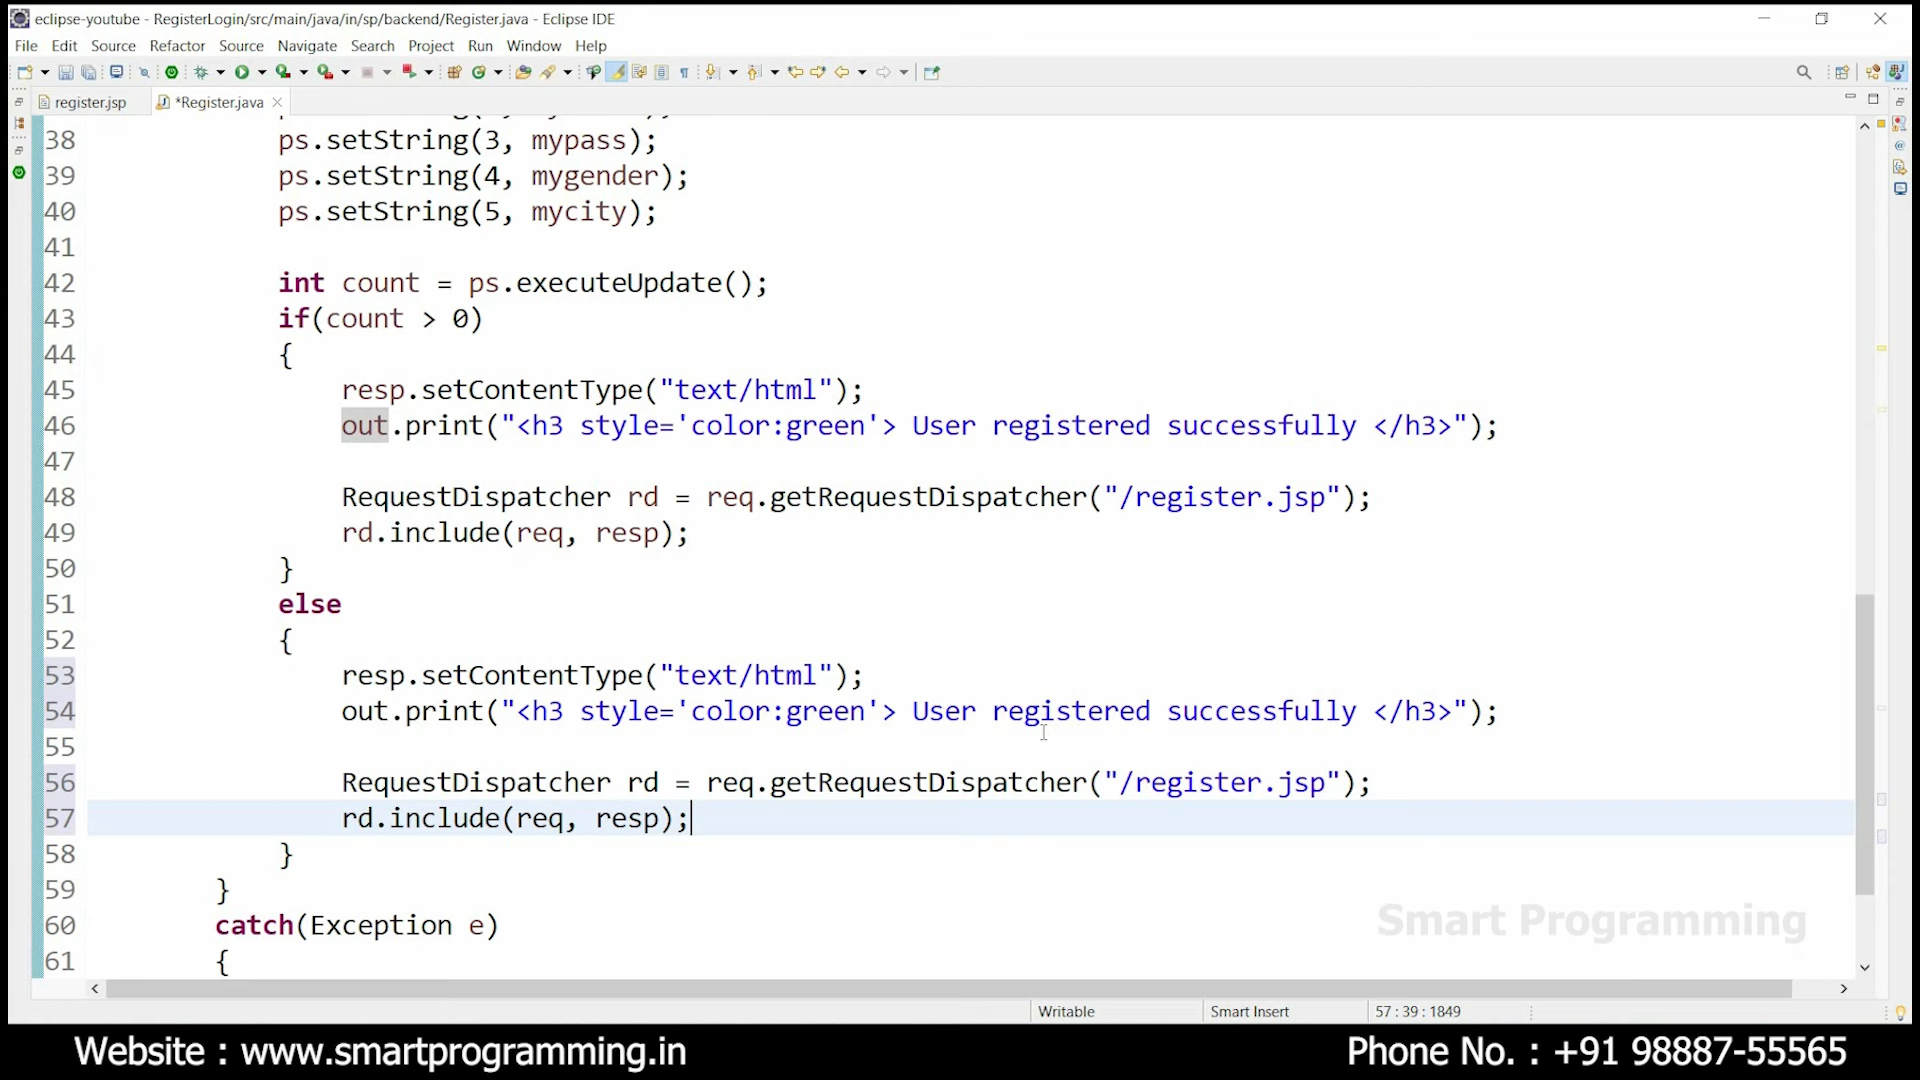 eclipse-youtube - RegisterLogin/src/main/java/in/sp/backend/Register.java - Eclipse IDE
File Edit Source Refactor Source Navigate Search Project Run Window Help
register.jsp *Register.java
38 ps.setString(3, mypass);
39 ps.setString(4, mygender);
40 ps.setString(5, mycity);
41
42 int count = ps.executeUpdate();
43 if(count > 0)
44 {
45 resp.setContentType("text/html");
46 out.print("<h3 style='color:green'> User registered successfully </h3>");
47
48 RequestDispatcher rd = req.getRequestDispatcher("/register.jsp");
49 rd.include(req, resp);
50 }
51 else
52 {
53 resp.setContentType("text/html");
54 out.print("<h3 style='color:green'> User registered successfully </h3>");
55
56 RequestDispatcher rd = req.getRequestDispatcher("/register.jsp");
57 rd.include(req, resp);
58 }
59 }
60 catch(Exception e)
61 {
Smart Programming
Writable Smart Insert 57 : 39 : 1849
Website : www.smartprogramming.in Phone No. : +91 98887-55565